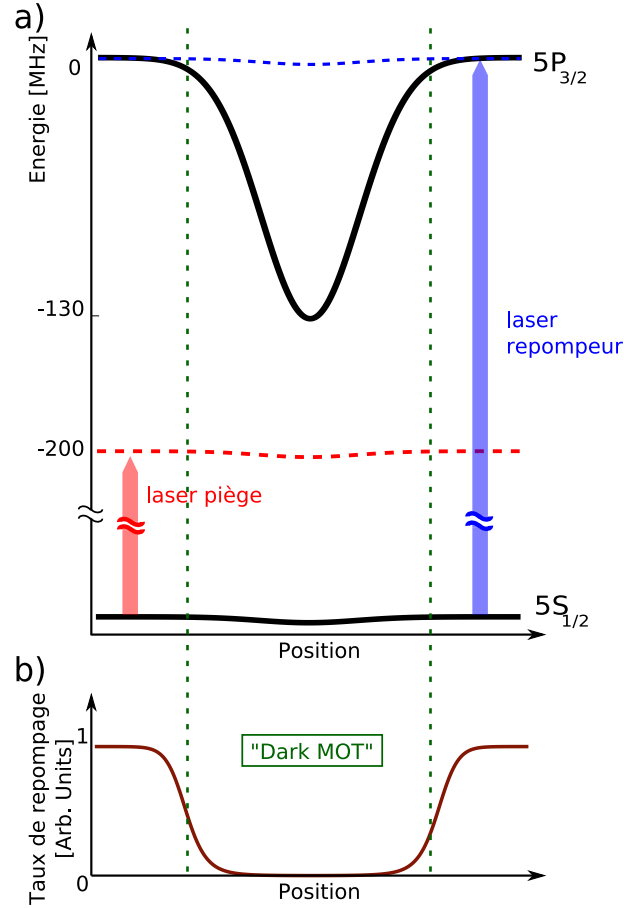 a)
Energie [MHz]
0
5P3/2
-130
laser
repompeur
-200
laser piège
5S1/2
Position
b)
Taux de repompage
[Arb. Units]
1
"Dark MOT"
0
Position